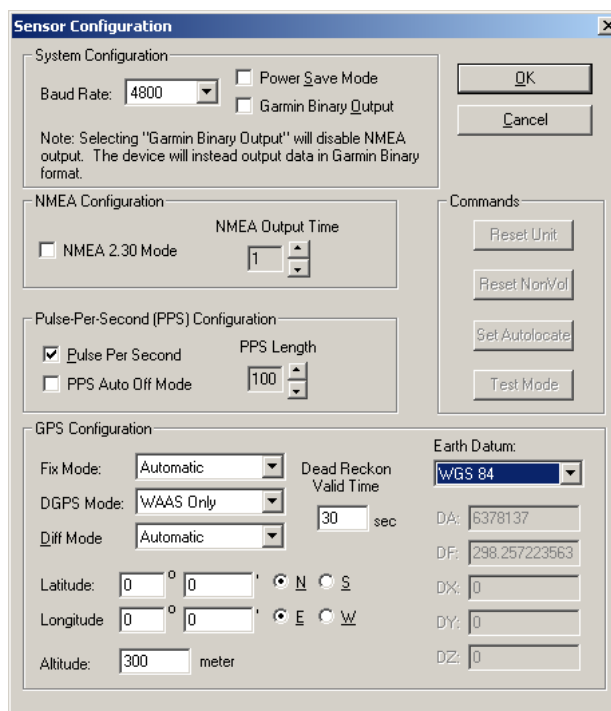 Sensor Configuration
System Configuration
Baud Rate: 4800
Power Save Mode
Garmin Binary Output
Note: Selecting "Garmin Binary Output" will disable NMEA
output. The device will instead output data in Garmin Binary
format.
OK
Cancel
NMEA Configuration
NMEA 2.30 Mode
NMEA Output Time
1
Commands
Reset Unit
Reset NonVol
Set Autolocate
Test Mode
Pulse-Per-Second (PPS) Configuration
Pulse Per Second
PPS Auto Off Mode
PPS Length
100
GPS Configuration
Fix Mode: Automatic
DGPS Mode: WAAS Only
Diff Mode Automatic
Dead Reckon
Valid Time
30 sec
Latitude: 0 ° 0 ' N S
Longitude 0 ° 0 ' E W
Altitude: 300 meter
Earth Datum:
WGS 84
DA: 6378137
DF: 298.257223563
DX: 0
DY: 0
DZ: 0